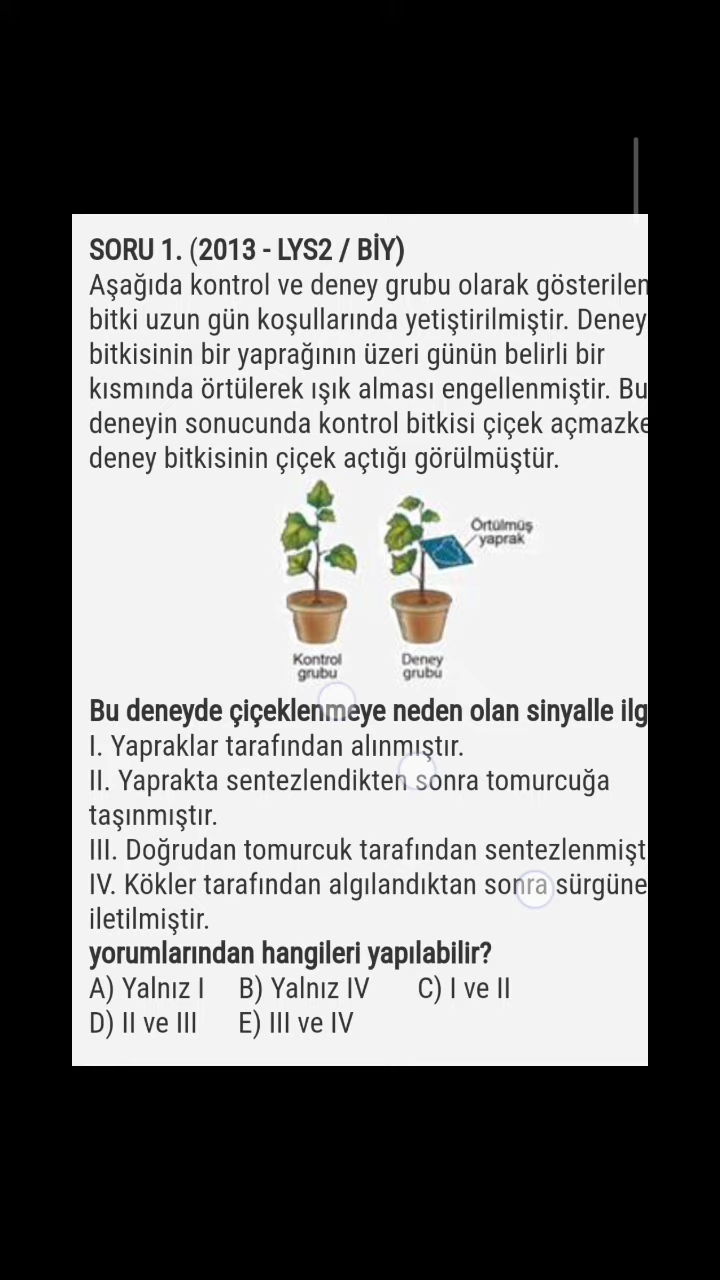 SORU 1. (2013 - LYS2 / BİY)
Aşağıda kontrol ve deney grubu olarak gösterilen
bitki uzun gün koşullarında yetiştirilmiştir. Deney
bitkisinin bir yaprağının üzeri günün belirli bir
kısmında örtülerek ışık alması engellenmiştir. Bu
deneyin sonucunda kontrol bitkisi çiçek açmazke
deney bitkisinin çiçek açtığı görülmüştür.
Örtülmüş
yaprak
Kontrol
grubu
Deney
grubu
Bu deneyde çiçeklenmeye neden olan sinyalle ilg
I. Yapraklar tarafından alınmıştır.
II. Yaprakta sentezlendikten sonra tomurcuğa
taşınmıştır.
III. Doğrudan tomurcuk tarafından sentezlenmişt
IV. Kökler tarafından algılandıktan sonra sürgüne
iletilmiştir.
yorumlarından hangileri yapılabilir?
A) Yalnız I B) Yalnız IV C) I ve II
D) II ve III E) III ve IV